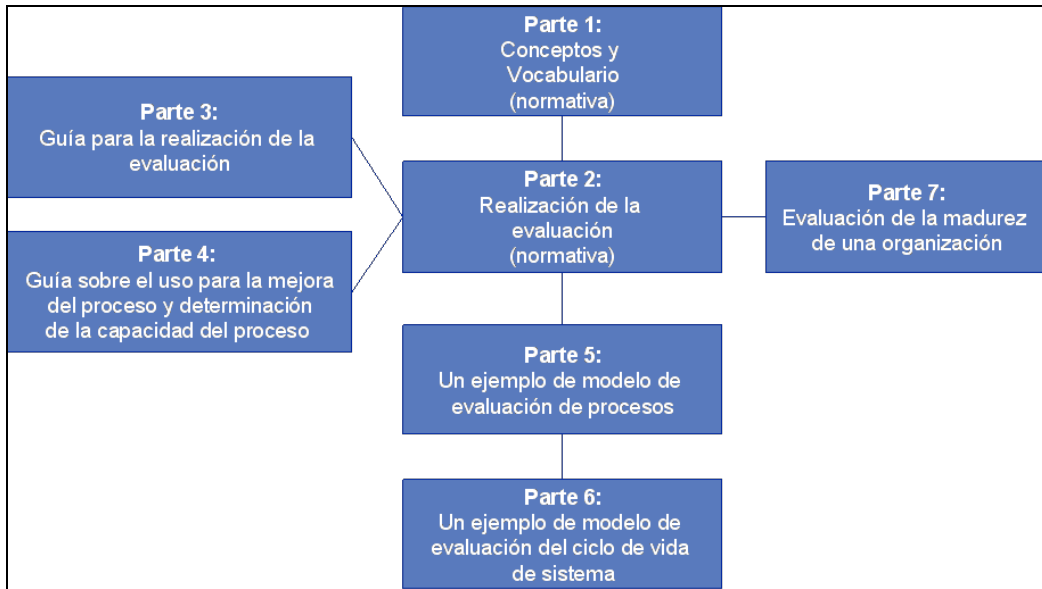 Parte 1:
Conceptos y
Vocabulario
(normativa)
Parte 3:
Guía para la realización de la
evaluación
Parte 2:
Realización de la
evaluación
(normativa)
Parte 7:
Evaluación de la madurez
de una organización
Parte 4:
Guía sobre el uso para la mejora
del proceso y determinación
de la capacidad del proceso
Parte 5:
Un ejemplo de modelo de
evaluación de procesos
Parte 6:
Un ejemplo de modelo de
evaluación del ciclo de vida
de sistema